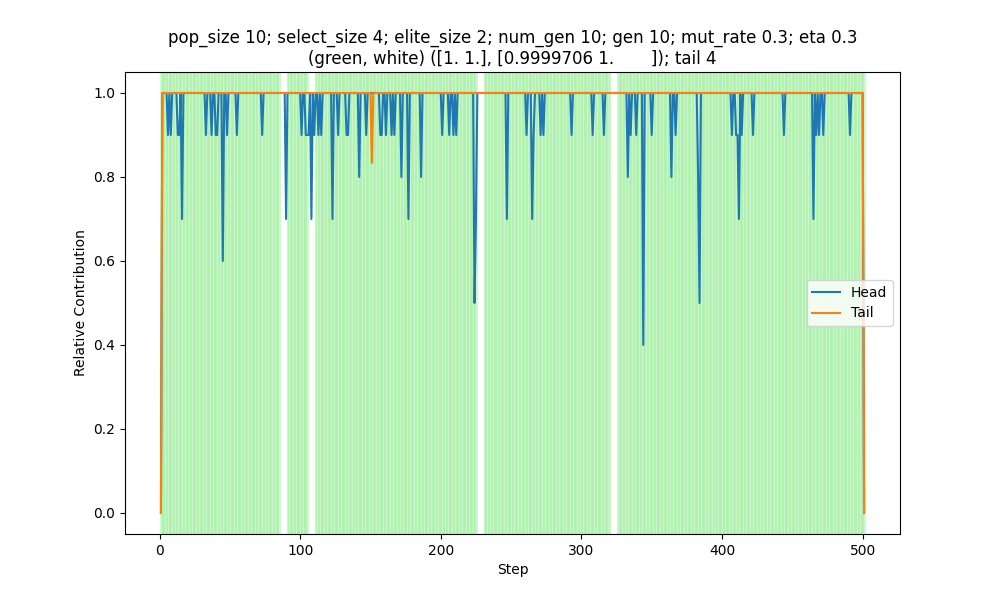 pop_size 10; select_size 4; elite_size 2; num_gen 10; gen 10; mut_rate 0.3; eta 0.3
(green, white) ([1. 1.], [0.9999706 1.        ]); tail 4
1.0
0.8
0.6
0.4
0.2
0.0
Relative Contribution
Head
Tail
0
100
200
300
400
500
Step